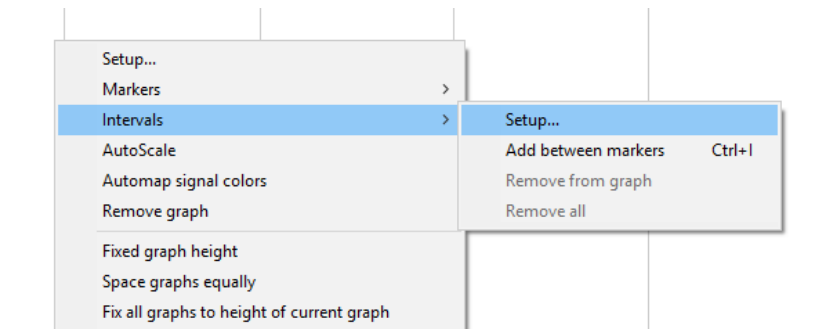 Setup...
Markers
Intervals
AutoScale
Automap signal colors
Remove graph
Fixed graph height
Space graphs equally
Fix all graphs to height of current graph
Setup...
Add between markers Ctrl+I
Remove from graph
Remove all